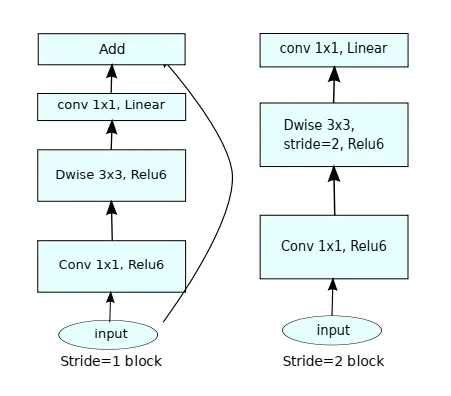 Add
conv 1x1, Linear
Dwise 3x3, Relu6
Conv 1x1, Relu6
input
Stride=1 block
conv 1x1, Linear
Dwise 3x3,
stride=2, Relu6
Conv 1x1, Relu6
input
Stride=2 block